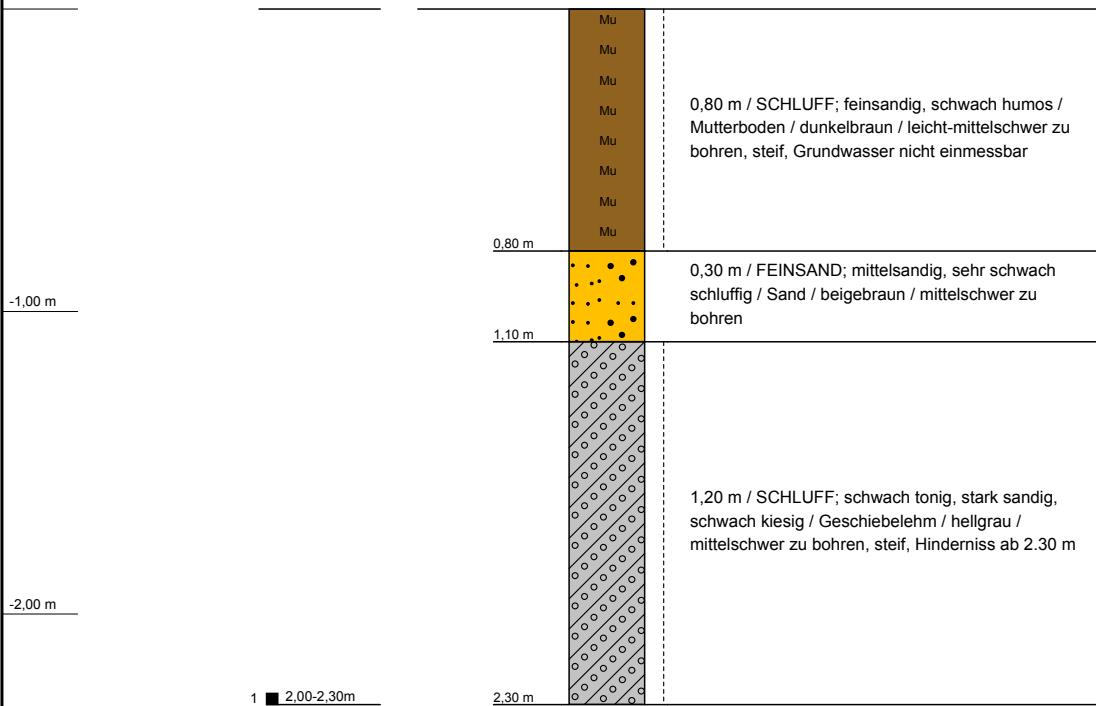 Mu
Mu
Mu
Mu
Mu
Mu
Mu
Mu
0,80 m / SCHLUFF; feinsandig, schwach humos /
Mutterboden / dunkelbraun / leicht-mittelschwer zu
bohren, steif, Grundwasser nicht einmessbar
0,80 m
0,30 m / FEINSAND; mittelsandig, sehr schwach
schluffig / Sand / beigebraun / mittelschwer zu
bohren
-1,00 m
1,10 m
1,20 m / SCHLUFF; schwach tonig, stark sandig,
schwach kiesig / Geschiebelehm / hellgrau /
mittelschwer zu bohren, steif, Hinderniss ab 2.30 m
-2,00 m
1 2,00-2,30m
2,30 m